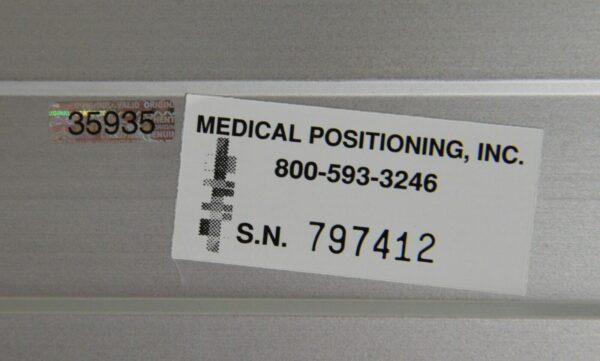 35935
MEDICAL POSITIONING, INC.
800-593-3246
S.N. 797412